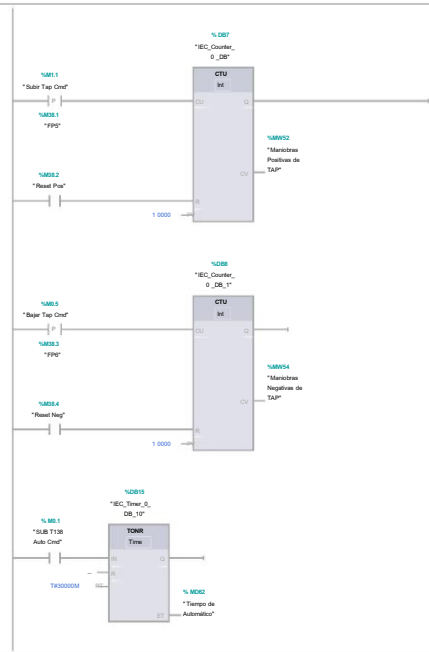 % DB7
"IEC_Counter_
0 _DB"
CTU
Int
%M1.1
"Subir Tap Cmd"
P
CU
Q
%M38.1
"FP5"
%MW52
"Maniobras
Positivas de
TAP"
CV
%M38.2
"Reset Pos"
R
1 0000
%DB8
"IEC_Counter_
0 _DB_1"
CTU
Int
%M0.5
"Bajar Tap Cmd"
P
CU
Q
%M38.3
"FP6"
%MW54
"Maniobras
Negativas de
TAP"
CV
%M38.4
"Reset Neg"
R
1 0000
%DB15
"IEC_Timer_0_
DB_10"
TONR
Time
% M0.1
"SUB T138
Auto Cmd"
IN
Q
R
T#30000M
% MD62
"Tiempo de
Automático"
ET